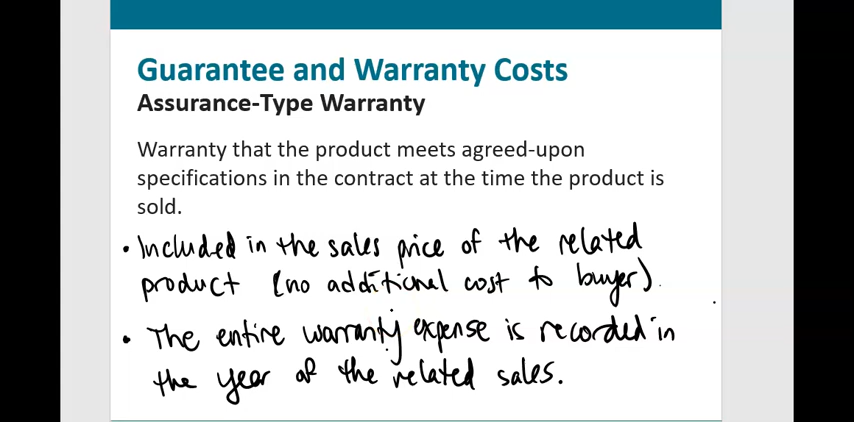 Guarantee and Warranty Costs
Assurance-Type Warranty
Warranty that the product meets agreed-upon
specifications in the contract at the time the product is
sold.
• Included in the sales price of the related
product (no additional cost to buyer).
• The entire warranty expense is recorded in
the year of the related sales.